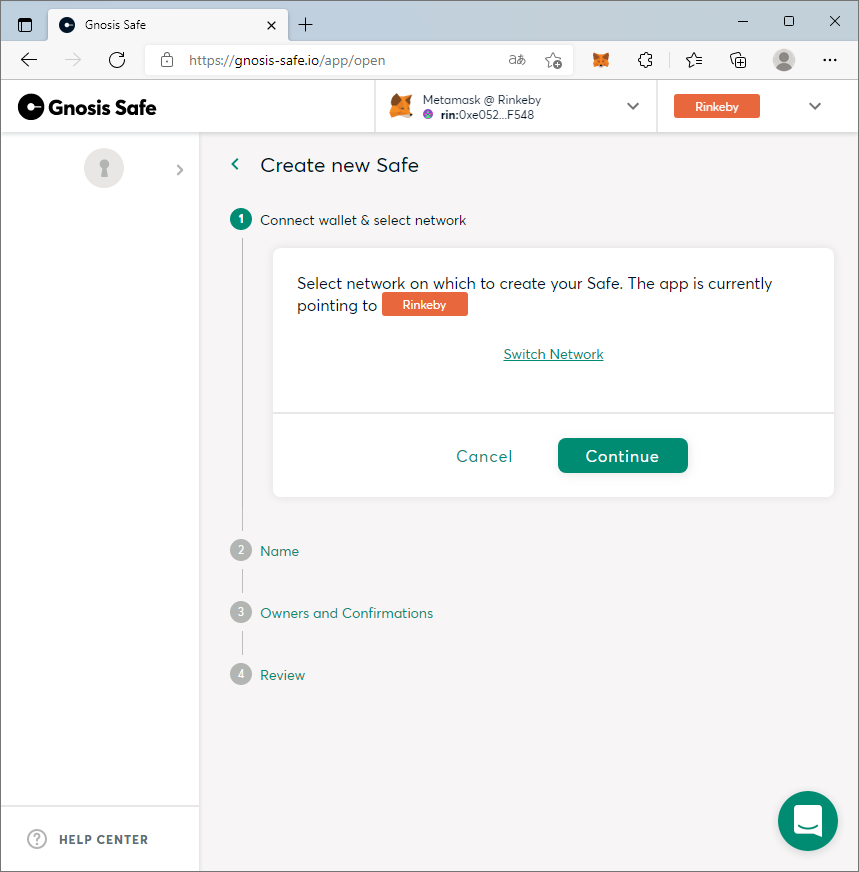 Gnosis Safe
https://gnosis-safe.io/app/open
aあ
Gnosis Safe
Metamask @ Rinkeby
rin:0xe052...F548
Rinkeby
Create new Safe
1 Connect wallet & select network
Select network on which to create your Safe. The app is currently
pointing to Rinkeby
Switch Network
Cancel
Continue
2 Name
3 Owners and Confirmations
4 Review
? HELP CENTER